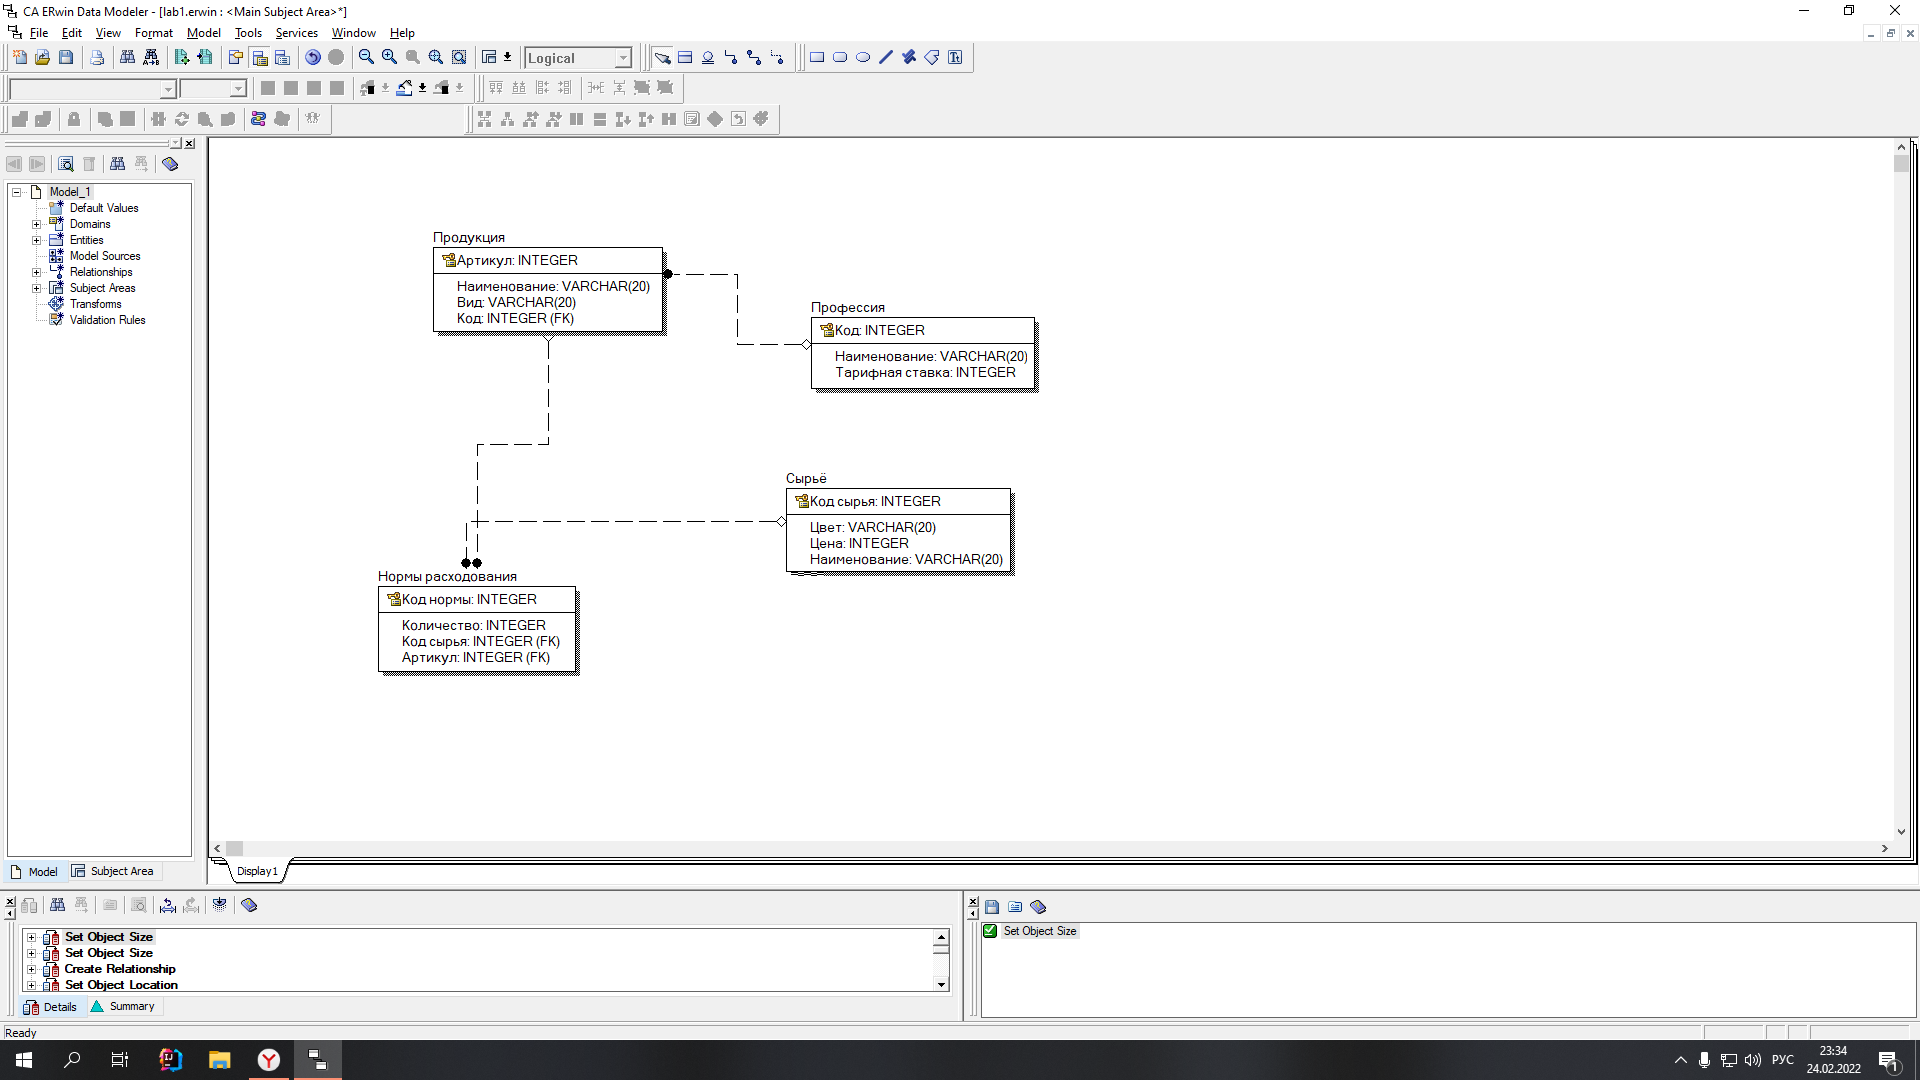 CA ERwin Data Modeler - [lab1.erwin : <Main Subject Area>*]
File Edit View Format Model Tools Services Window Help
Logical
Model_1
Default Values
Domains
Entities
Model Sources
Relationships
Subject Areas
Transforms
Validation Rules
Продукция
Артикул: INTEGER
Наименование: VARCHAR(20)
Вид: VARCHAR(20)
Код: INTEGER (FK)
Профессия
Код: INTEGER
Наименование: VARCHAR(20)
Тарифная ставка: INTEGER
Сырьё
Код сырья: INTEGER
Цвет: VARCHAR(20)
Цена: INTEGER
Наименование: VARCHAR(20)
Нормы расходования
Код нормы: INTEGER
Количество: INTEGER
Код сырья: INTEGER (FK)
Артикул: INTEGER (FK)
Model Subject Area
Display1
Set Object Size
Set Object Size
Create Relationship
Set Object Location
Details Summary
Set Object Size
Ready
РУС
23:34
24.02.2022
1